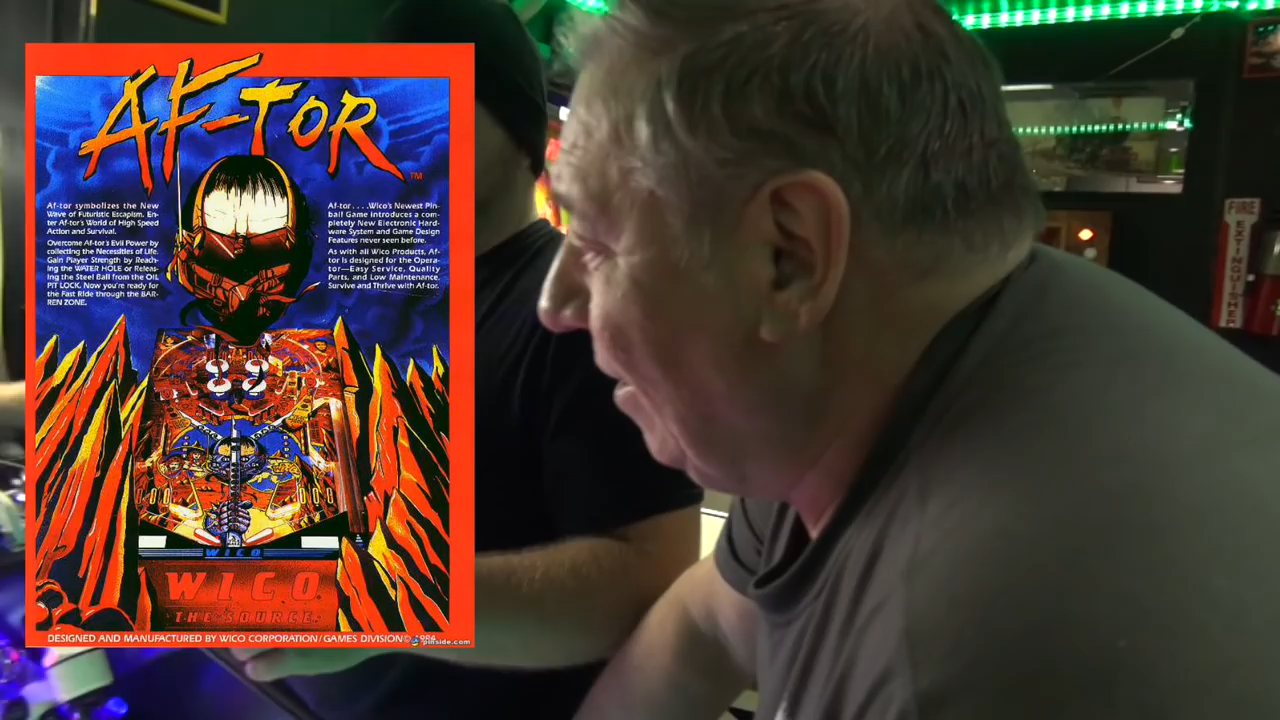 AF-TOR
TM
Af-tor symbolizes the New
Wave of Futuristic Escapism. En-
ter Af-tor's World of High Speed
Action and Survival.
Overcome Af-tor's Evil Power by
collecting the Necessities of Life.
Gain Player Strength by Reach-
ing the WATER HOLE or Releas-
ing the Steel Ball from the OIL
PIT LOCK. Now you're ready for
the Fast Ride through the BAR-
REN ZONE.
Af-tor....Wico's Newest Pin-
ball Game introduces a com-
pletely New Electronic Hard-
ware System and Game Design
Features never seen before.
As with all Wico Products, Af-
tor is designed for the Opera-
tor—Easy Service, Quality
Parts, and Low Maintenance.
Survive and Thrive with Af-tor.
WICO
WICO
THE SOURCE
DESIGNED AND MANUFACTURED BY WICO CORPORATION/GAMES DIVISION © 1984
pinside.com
FIRE
EXTINGUISHER